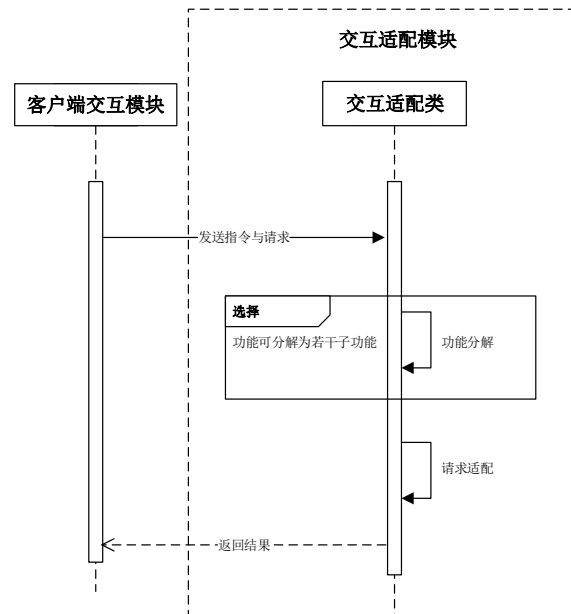 交互适配模块
客户端交互模块
交互适配类
发送指令与请求
选择
功能可分解为若干子功能
功能分解
请求适配
返回结果